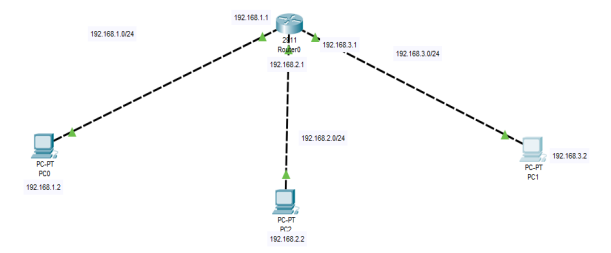 192.168.1.1
192.168.1.0/24
2911
Router0
192.168.3.1
192.168.3.0/24
192.168.2.1
192.168.2.0/24
PC-PT
PC0
192.168.1.2
PC-PT
PC1
192.168.3.2
PC-PT
PC2
192.168.2.2